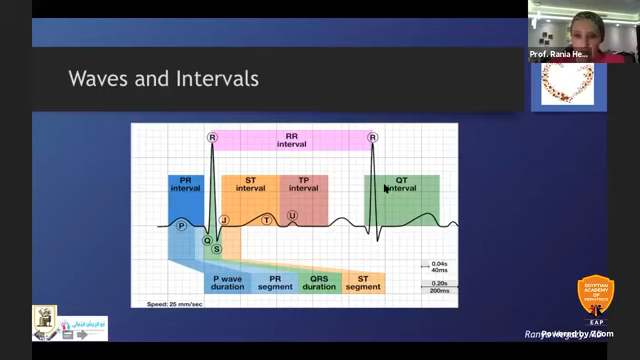 Prof. Rania He...
Waves and Intervals
R
RR
interval
R
PR
interval
ST
interval
TP
interval
QT
interval
P
J
T
U
Q
S
P wave
duration
PR
segment
QRS
duration
ST
segment
0.04s
40ms
0.20s
200ms
Speed: 25 mm/sec
EGYPTIAN
ACADEMY
OF
PEDIATRICS
EAP
Powered by Zoom